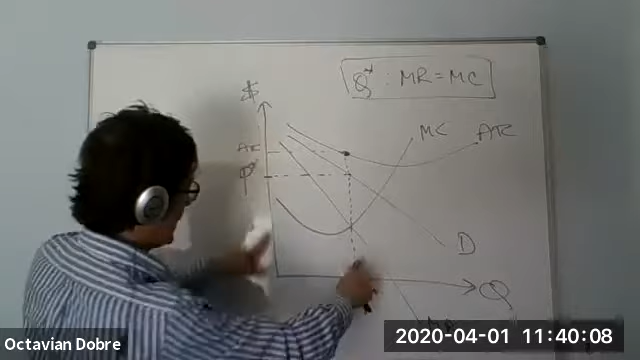 Q* : MR = MC
$
MC
ATC
ATC
P*
D
Q
Octavian Dobre
2020-04-01 11:40:08